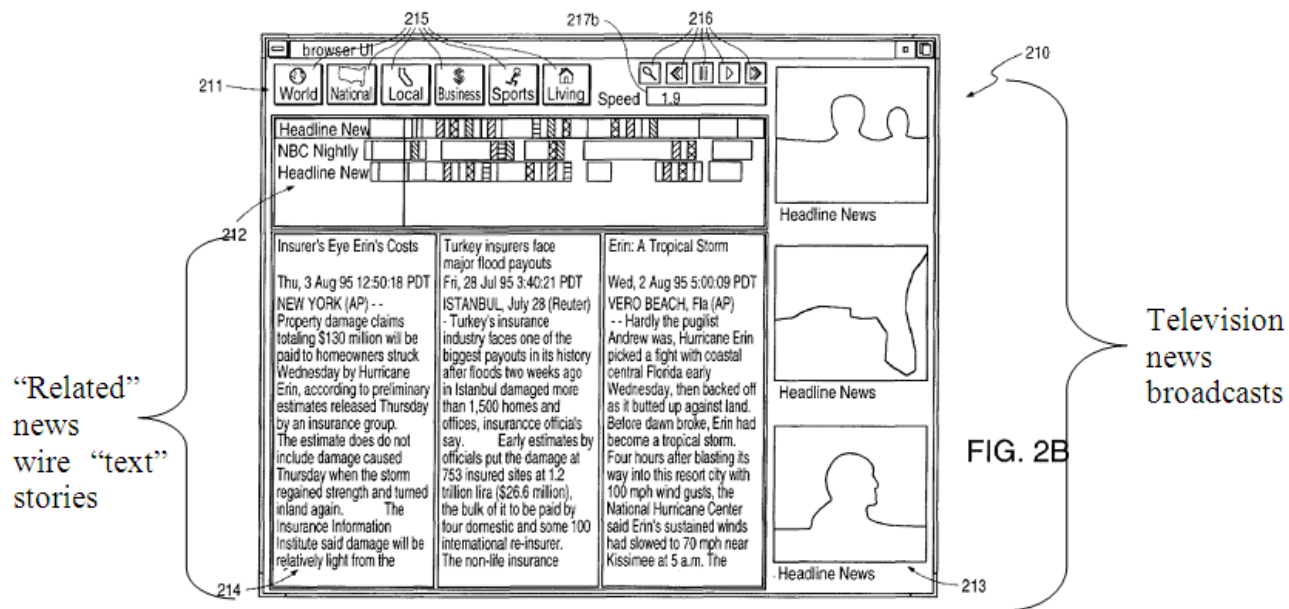 215
217b
216
browser UI
210
211
World
National
Local
Business
Sports
Living
Speed
1.9
Headline New
NBC Nightly
Headline New
212
Headline News
Insurer's Eye Erin's Costs
Thu, 3 Aug 95 12:50:18 PDT
NEW YORK (AP) - -
Property damage claims
totaling $130 million will be
paid to homeowners struck
Wednesday by Hurricane
Erin, according to preliminary
estimates released Thursday
by an insurance group.
The estimate does do not
include damage caused
Thursday when the storm
regained strength and turned
inland again. The
Insurance Information
Institute said damage will be
relatively light from the
214
Turkey insurers face
major flood payouts
Fri, 28 Jul 95 3:40:21 PDT
ISTANBUL, July 28 (Reuter)
- Turkey's insurance
industry faces one of the
biggest payouts in its history
after floods two weeks ago
in Istanbul damaged more
than 1,500 homes and
offices, insurancce officials
say. Early estimates by
officials put the damage at
753 insured sites at 1.2
trillion lira ($26.6 million),
the bulk of it to be paid by
four domestic and some 100
international re-insurer.
The non-life insurance
Erin: A Tropical Storm
Wed, 2 Aug 95 5:00:09 PDT
VERO BEACH, Fla (AP)
- - Hardly the pugilist
Andrew was, Hurricane Erin
picked a fight with coastal
central Florida early
Wednesday, then backed off
as it butted up against land.
Before dawn broke, Erin had
become a tropical storm.
Four hours after blasting its
way into this resort city with
100 mph wind gusts, the
National Hurricane Center
said Erin's sustained winds
had slowed to 70 mph near
Kissimee at 5 a.m. The
Headline News
Headline News
213
FIG. 2B
“Related”
news
wire “text”
stories
Television
news
broadcasts